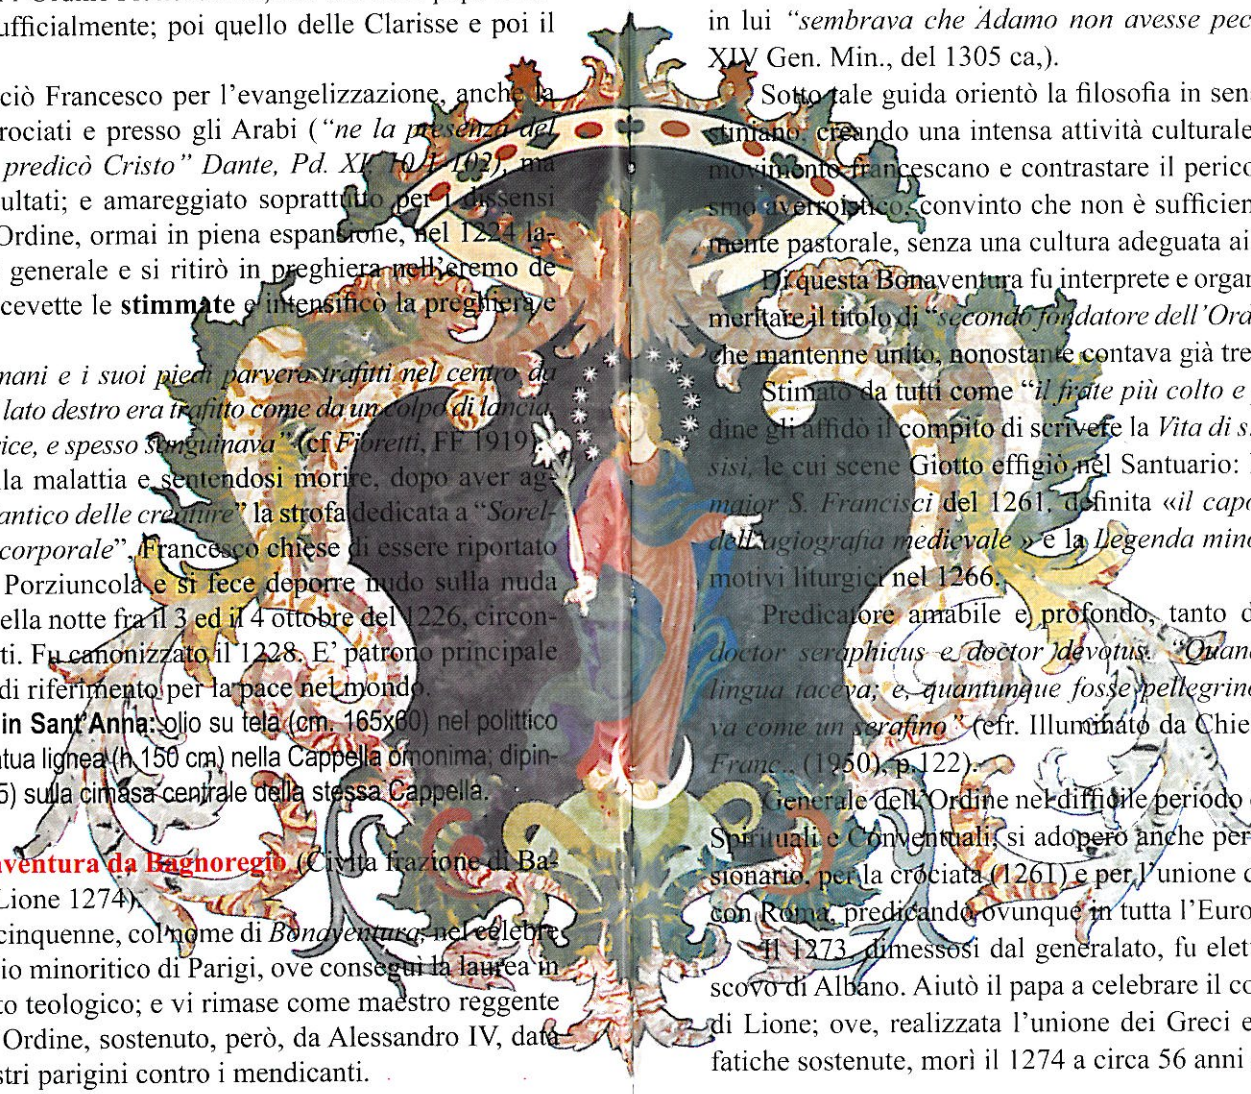 ufficialmente; poi quello delle Clarisse e poi il
ciò Francesco per l'evangelizzazione, anche la
rociati e presso gli Arabi (“ne la presenza del
predicò Cristo” Dante, Pd. XI, 101-102), ma
ultati; e amareggiato soprattutto per i dissensi
Ordine, ormai in piena espansione, nel 1224 la-
generale e si ritirò in preghiera nell'eremo de
cevette le stimmate e intensificò la preghiera e
mani e i suoi piedi parvero trafitti nel centro da
lato destro era trafitto come da un colpo di lancia,
rice, e spesso sanguinava” (cf Fioretti, FF 1919).
lla malattia e sentendosi morire, dopo aver ag-
antico delle creature” la strofa dedicata a “Sorel-
corporale”, Francesco chiese di essere riportato
Porziuncola e si fece deporre nudo sulla nuda
ella notte fra il 3 ed il 4 ottobre del 1226, circon-
ti. Fu canonizzato il 1228. E' patrono principale
di riferimento per la pace nel mondo.
in Sant'Anna: olio su tela (cm. 165x60) nel polittico
atua lignea (h. 150 cm) nella Cappella omonima; dipin-
5) sulla cimasa centrale della stessa Cappella.
aventura da Bagnoregio (Civita frazione di Ba-
Lione 1274).
cinquenne, col nome di Bonaventura, nel celebre
io minoritico di Parigi, ove conseguì la laurea in
to teologico; e vi rimase come maestro reggente
Ordine, sostenuto, però, da Alessandro IV, data
stri parigini contro i mendicanti.
in lui “sembrava che Adamo non avesse pec
XIV Gen. Min., del 1305 ca,).
Sotto tale guida orientò la filosofia in sen
stiniano, creando una intensa attività culturale
movimento francescano e contrastare il perico
smo averroistico, convinto che non è sufficien
mente pastorale, senza una cultura adeguata ai
Di questa Bonaventura fu interprete e organ
meritare il titolo di “secondo fondatore dell'Ord
che mantenne unito, nonostante contava già tre
Stimato da tutti come “il frate più colto e
dine gli affidò il compito di scrivere la Vita di s.
sisi, le cui scene Giotto effigiò nel Santuario:
maior S. Francisci del 1261, definita «il capo
dell'agiografia medievale » e la Legenda mino
motivi liturgici nel 1266.
Predicatore amabile e profondo, tanto d
doctor seraphicus e doctor devotus. “Quand
lingua taceva; e, quantunque fosse pellegrino
va come un serafino” (cfr. Illuminato da Chie
Franc., (1950), p.122).
Generale dell'Ordine nel difficile periodo
Spirituali e Conventuali, si adoperò anche per
sionario, per la crociata (1261) e per l'unione
con Roma, predicando ovunque in tutta l'Euro
Il 1273, dimessosi dal generalato, fu elett
scovo di Albano. Aiutò il papa a celebrare il co
di Lione; ove, realizzata l'unione dei Greci e
fatiche sostenute, morì il 1274 a circa 56 anni